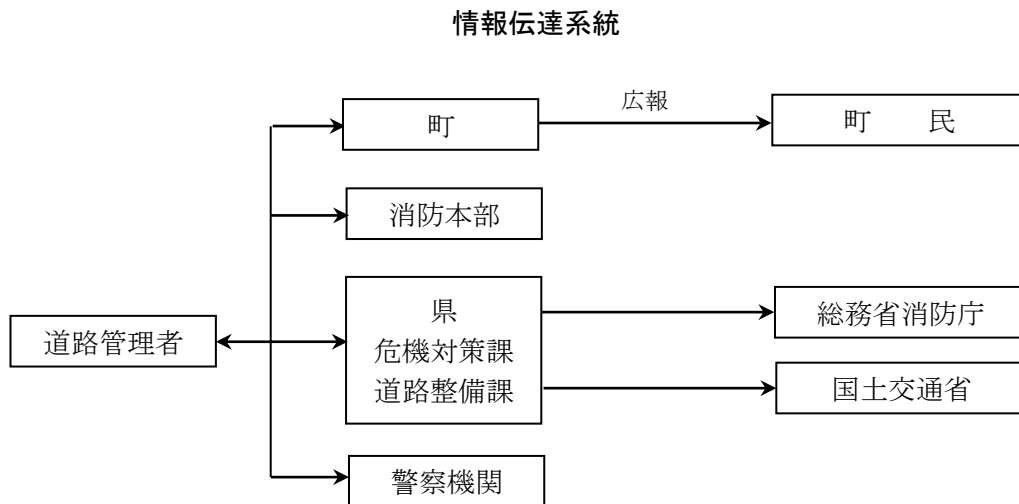 情報伝達系統
町
広報
町　　民
消防本部
道路管理者
県
危機対策課
道路整備課
総務省消防庁
国土交通省
警察機関